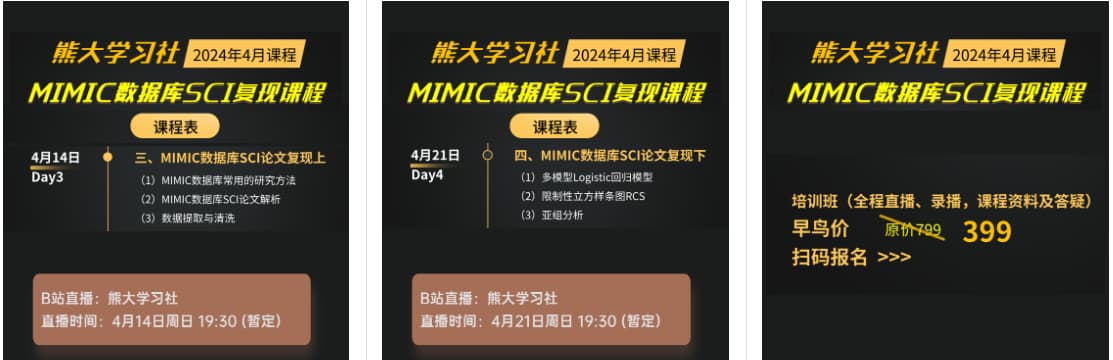 熊大学习社 2024年4月课程
MIMIC数据库SCI复现课程
课程表
4月14日
Day3
三、MIMIC数据库SCI论文复现上
（1）MIMIC数据库常用的研究方法
（2）MIMIC数据库SCI论文解析
（3）数据提取与清洗
B站直播：熊大学习社
直播时间：4月14日周日 19:30 (暂定)
熊大学习社 2024年4月课程
MIMIC数据库SCI复现课程
课程表
4月21日
Day4
四、MIMIC数据库SCI论文复现下
（1）多模型Logistic回归模型
（2）限制性立方样条图RCS
（3）亚组分析
B站直播：熊大学习社
直播时间：4月21日周日 19:30 (暂定)
熊大学习社 2024年4月课程
MIMIC数据库SCI复现课程
培训班（全程直播、录播，课程资料及答疑）
早鸟价 原价799 399
扫码报名 >>>